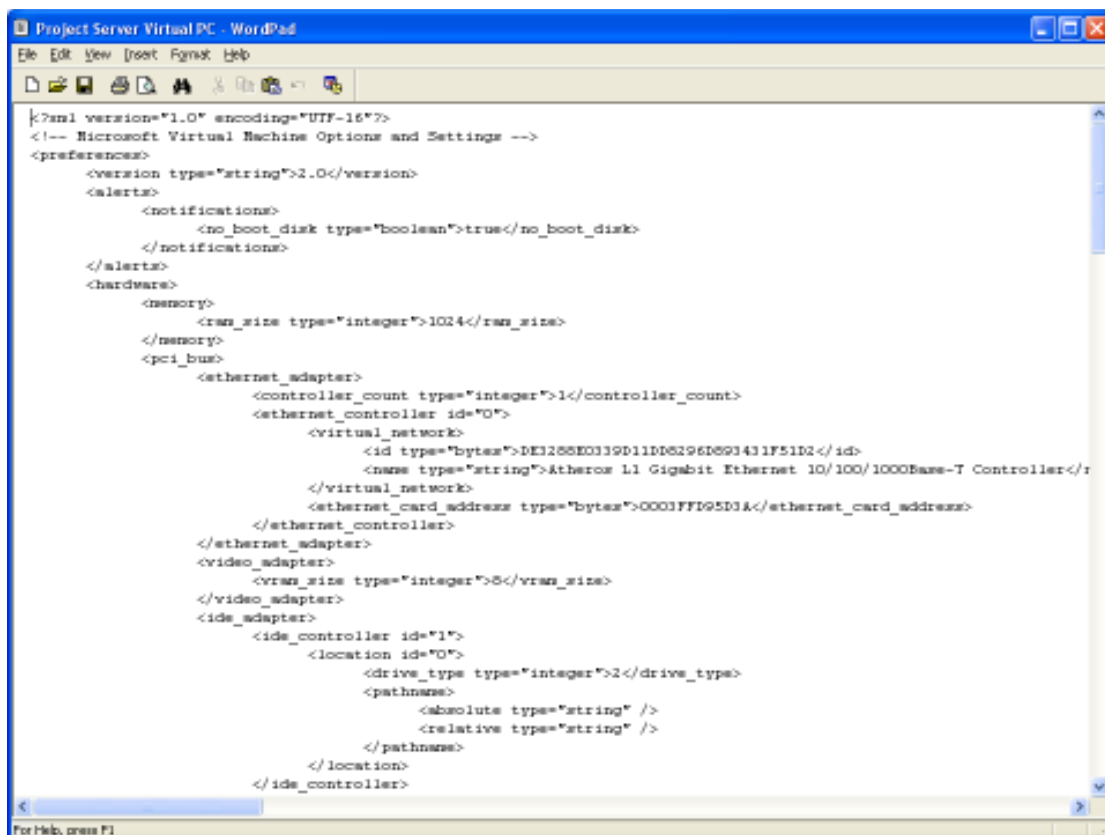 Project Server Virtual PC - WordPad
File Edit View Insert Format Help
<?xml version="1.0" encoding="UTF-16"?>
<!-- Microsoft Virtual Machine Options and Settings -->
<preferences>
<version type="string">2.0</version>
<alerts>
<notifications>
<no_boot_disk type="boolean">true</no_boot_disk>
</notifications>
</alerts>
<hardware>
<memory>
<ram_size type="integer">1024</ram_size>
</memory>
<pci_bus>
<ethernet_adapter>
<controller_count type="integer">1</controller_count>
<ethernet_controller id="0">
<virtual_network>
<id type="bytes">DE3288E0339D11DD8296D893431F51D2</id>
<name type="string">Atheros L1 Gigabit Ethernet 10/100/1000Base-T Controller</n
</virtual_network>
<ethernet_card_address type="bytes">0003FFD95D3A</ethernet_card_address>
</ethernet_controller>
</ethernet_adapter>
<video_adapter>
<vram_size type="integer">8</vram_size>
</video_adapter>
<ide_adapter>
<ide_controller id="1">
<location id="0">
<drive_type type="integer">2</drive_type>
<pathname>
<absolute type="string" />
<relative type="string" />
</pathname>
</location>
</ide_controller>
For Help, press F1